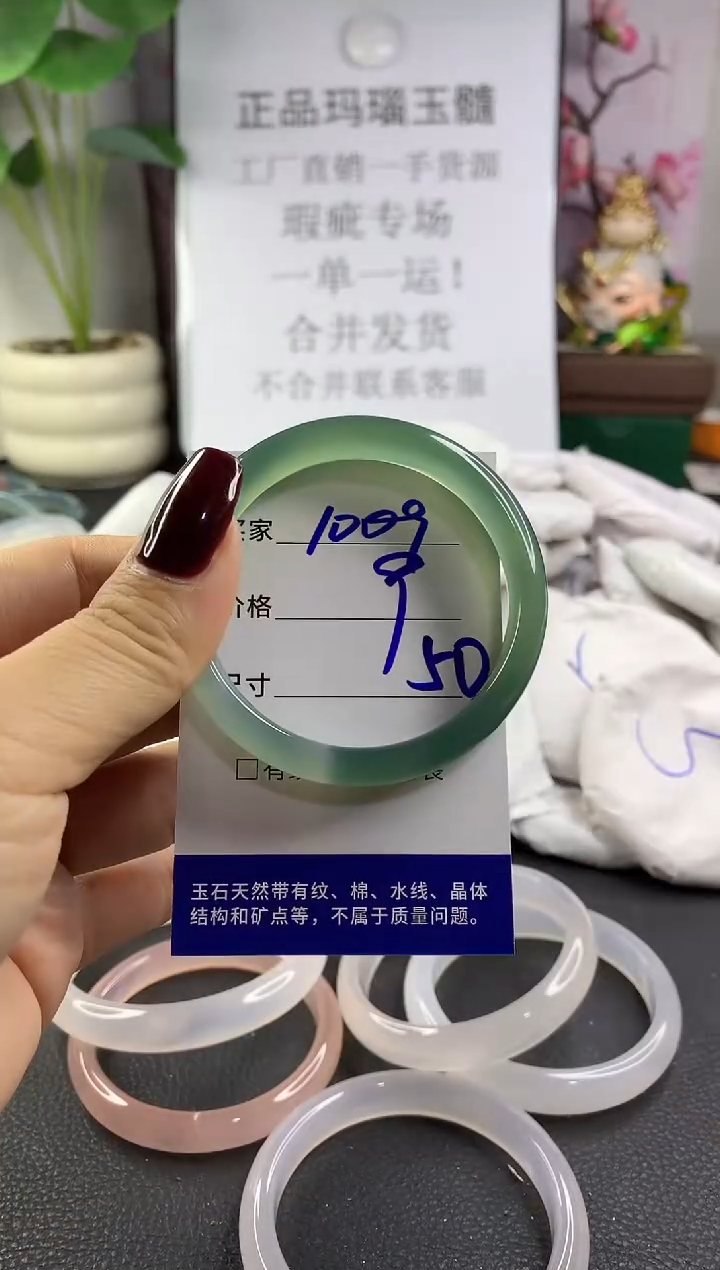 正品玛瑙玉髓
工厂直销一手货源
瑕疵专场
一单一运！
合并发货
不合并联系客服
买家 1009
价格
尺寸 50
□有
玉石天然带有纹、棉、水线、晶体
结构和矿点等，不属于质量问题。